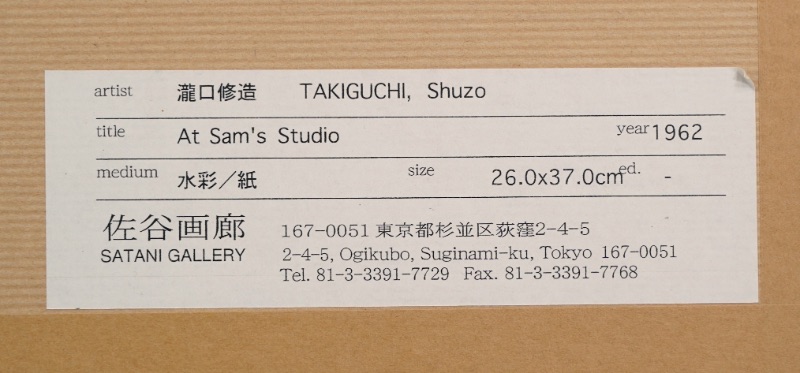 artist 瀧口修造 TAKIGUCHI, Shuzo
title At Sam's Studio year 1962
medium 水彩／紙 size 26.0x37.0cm ed. -
佐谷画廊 167-0051 東京都杉並区荻窪2-4-5
SATANI GALLERY 2-4-5, Ogikubo, Suginami-ku, Tokyo 167-0051
Tel. 81-3-3391-7729 Fax. 81-3-3391-7768